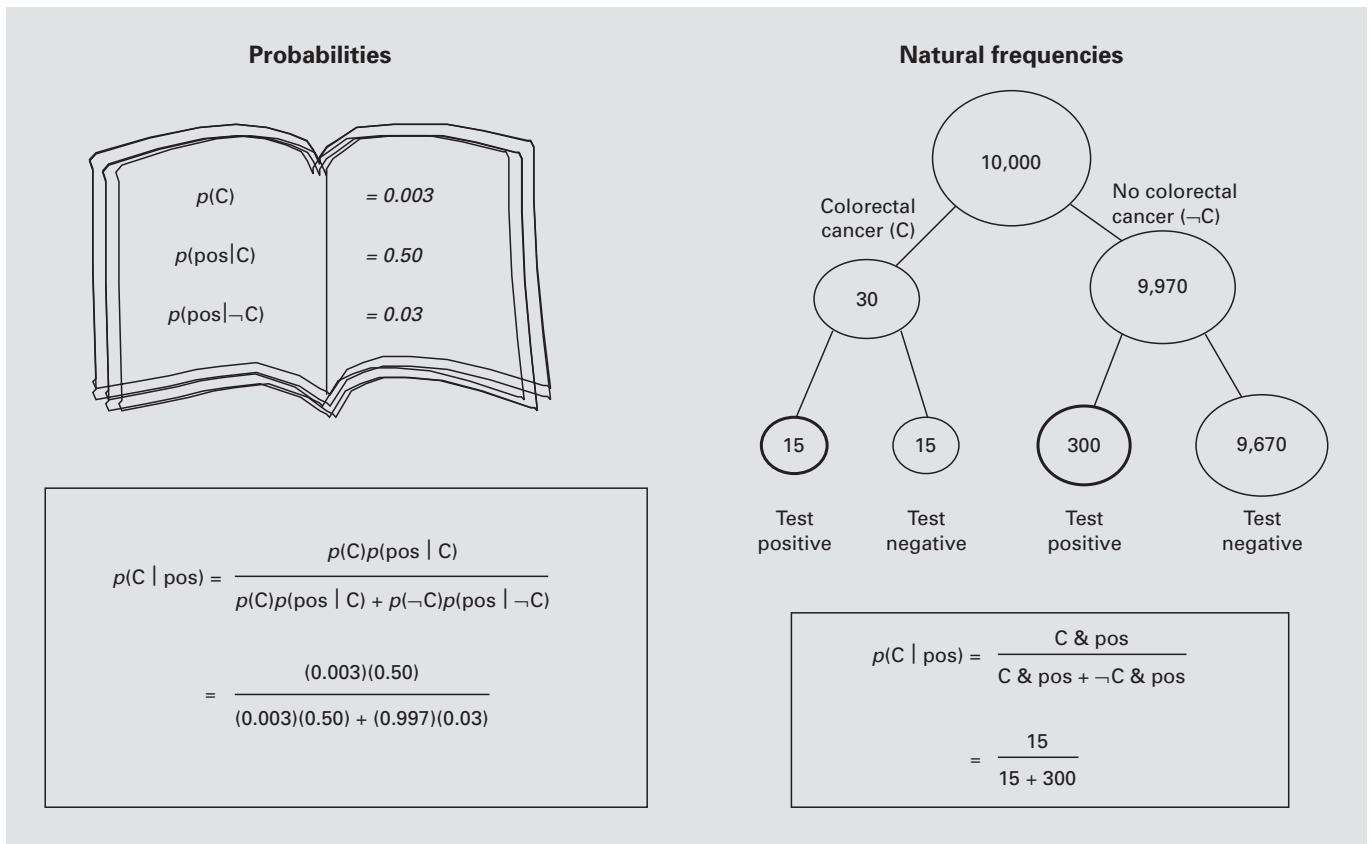 Probabilities
p(C) = 0.003
p(pos|C) = 0.50
p(pos|¬C) = 0.03
p(C | pos) = p(C)p(pos | C)
p(C)p(pos | C) + p(¬C)p(pos | ¬C)
= (0.003)(0.50)
(0.003)(0.50) + (0.997)(0.03)
Natural frequencies
10,000
Colorectal
cancer (C)
No colorectal
cancer (¬C)
30
9,970
15
15
300
9,670
Test
positive
Test
negative
Test
positive
Test
negative
p(C | pos) = C & pos
C & pos + ¬C & pos
= 15
15 + 300